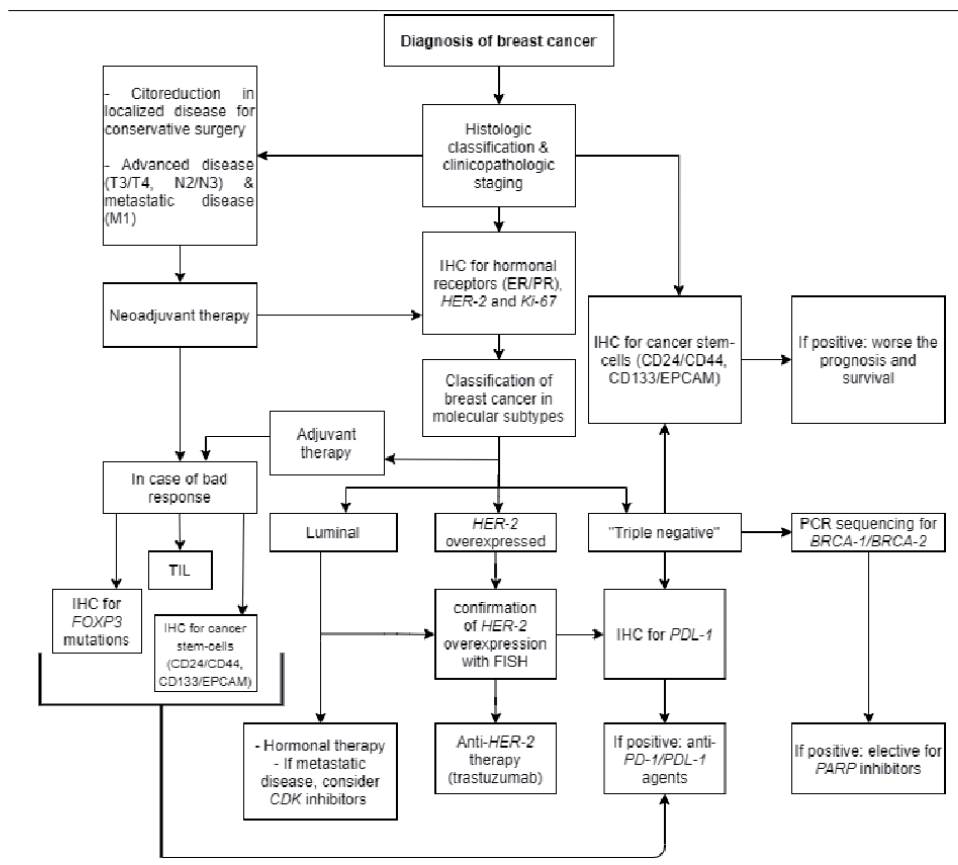 Diagnosis of breast cancer
- Citoreduction in
localized disease for
conservative surgery
- Advanced disease
(T3/T4, N2/N3) &
metastatic disease
(M1)
Histologic classification &
clinicopathologic
staging
IHC for hormonal
receptors (ER/PR),
HER-2 and Ki-67
Neoadjuvant therapy
IHC for cancer stem-
cells (CD24/CD44,
CD133/EPCAM)
If positive: worse the
prognosis and
survival
Classification of
breast cancer in
molecular subtypes
Adjuvant
therapy
In case of bad
response
Luminal
HER-2
overexpressed
"Triple negative"
PCR sequencing for
BRCA-1/BRCA-2
TIL
IHC for
FOXP3
mutations
IHC for cancer
stem-cells
(CD24/CD44,
CD133/EPCAM)
confirmation
of HER-2
overexpression
with FISH
IHC for PDL-1
- Hormonal therapy
- If metastatic
disease, consider
CDK inhibitors
Anti-HER-2
therapy
(trastuzumab)
If positive: anti-
PD-1/PDL-1
agents
If positive: elective for
PARP inhibitors